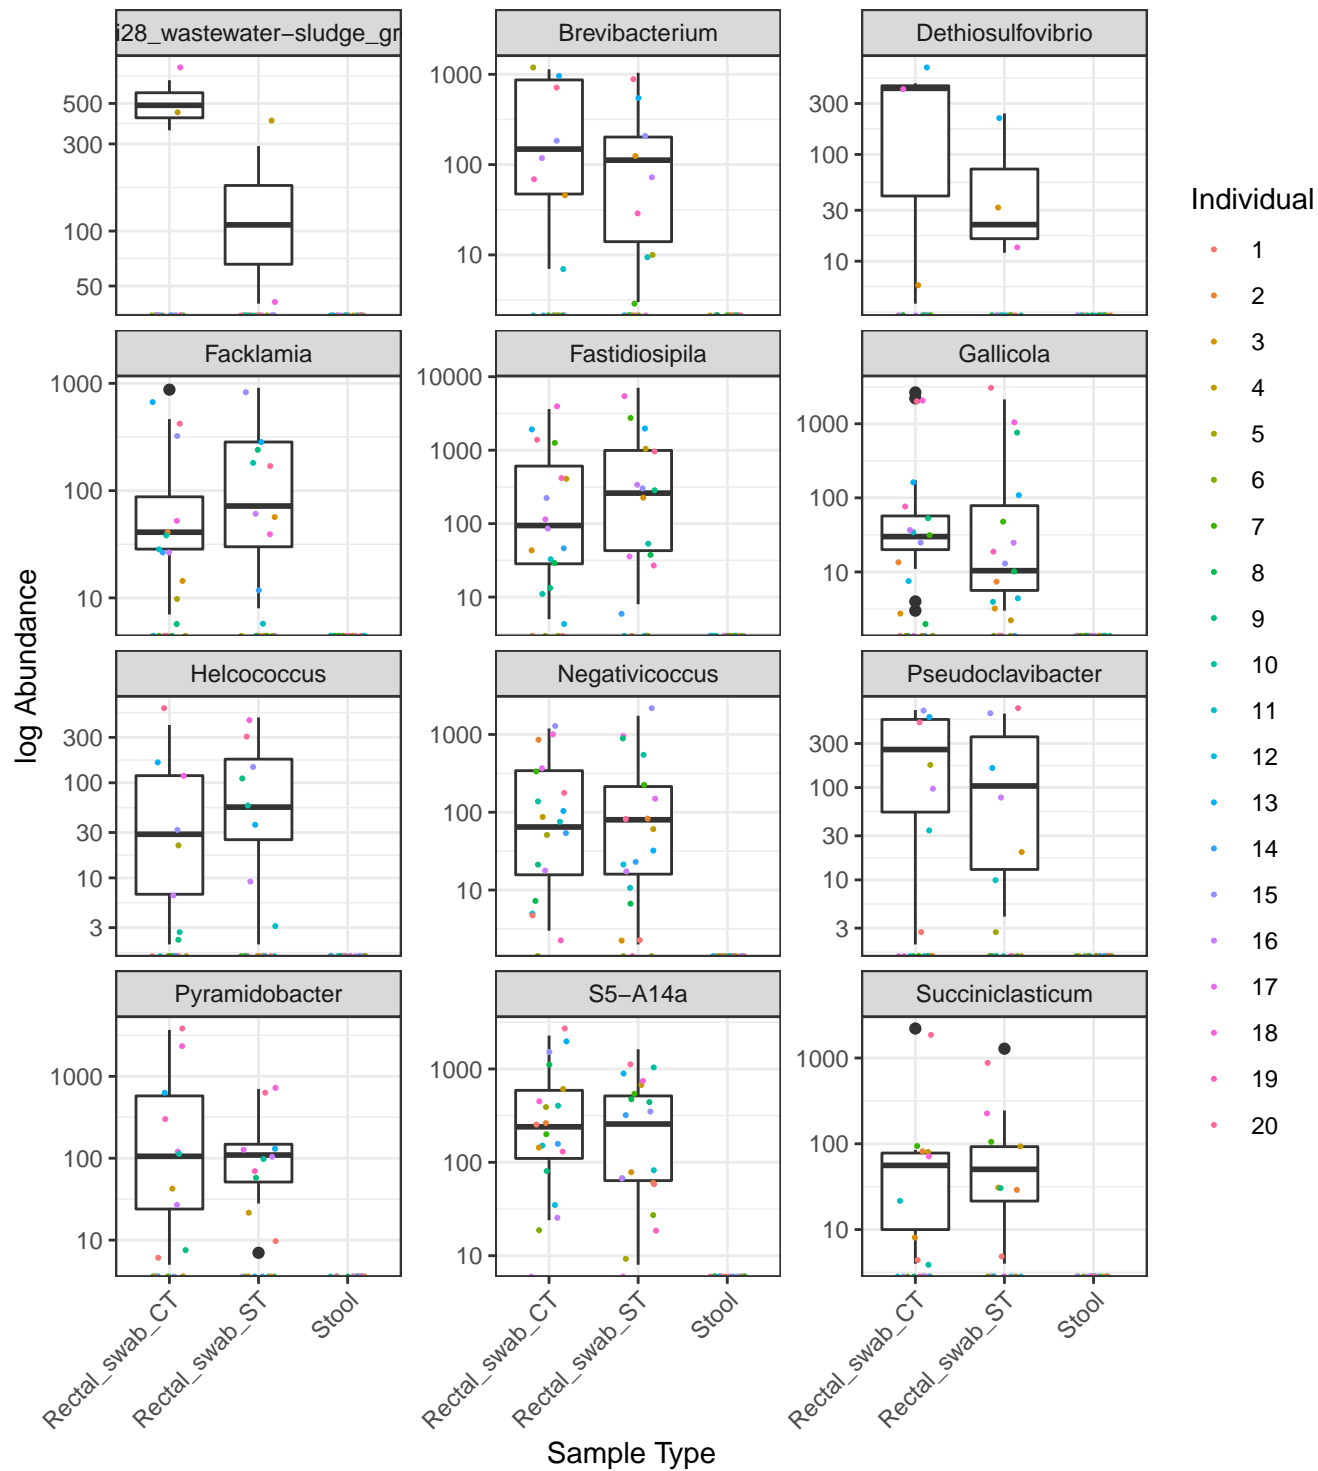 i28_wastewater−sludge_gr
Brevibacterium
Dethiosulfovibrio
500
300
100
50
1000
100
10
300
100
30
10
Facklamia
Fastidiosipila
Gallicola
1000
100
10
10000
1000
100
10
1000
100
10
Helcococcus
Negativicoccus
Pseudoclavibacter
300
100
30
10
3
1000
100
10
300
100
30
10
3
Pyramidobacter
S5−A14a
Succiniclasticum
1000
100
10
1000
100
10
1000
100
10
Rectal_swab_CT
Rectal_swab_ST
Stool
Rectal_swab_CT
Rectal_swab_ST
Stool
Rectal_swab_CT
Rectal_swab_ST
Stool
Sample Type
log Abundance
Individual
1
2
3
4
5
6
7
8
9
10
11
12
13
14
15
16
17
18
19
20